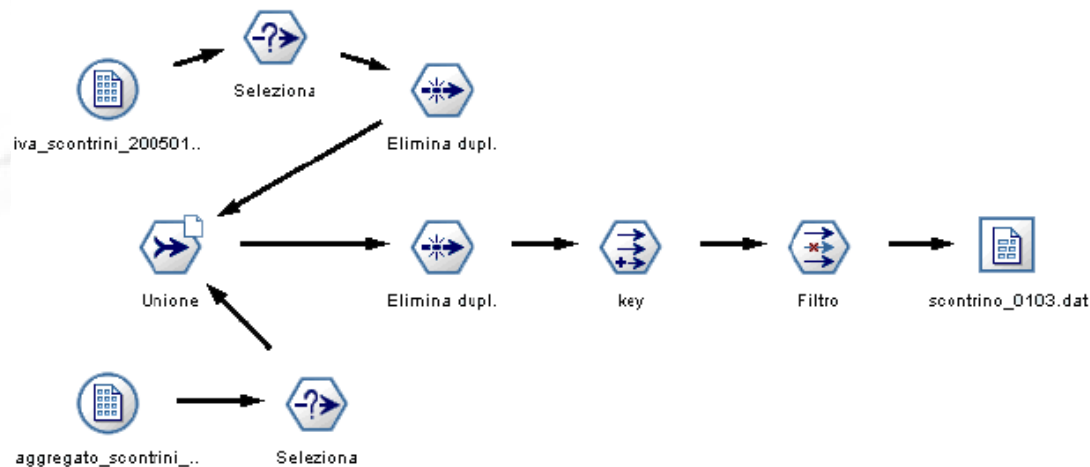 Seleziona
iva_scontrini_200501..
Elimina dupl.
Unione
Elimina dupl.
key
Filtro
scontrino_0103.dat
aggregato_scontrini_..
Seleziona